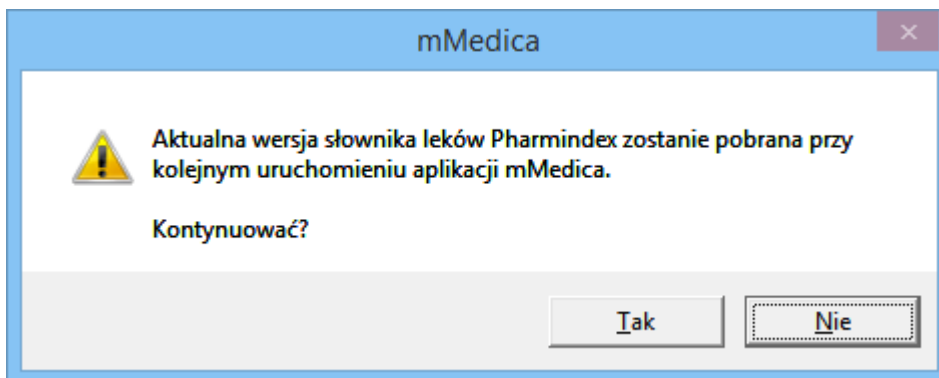 mMedica
Aktualna wersja słownika leków Pharmindex zostanie pobrana przy
kolejnym uruchomieniu aplikacji mMedica.
Kontynuować?
Tak
Nie